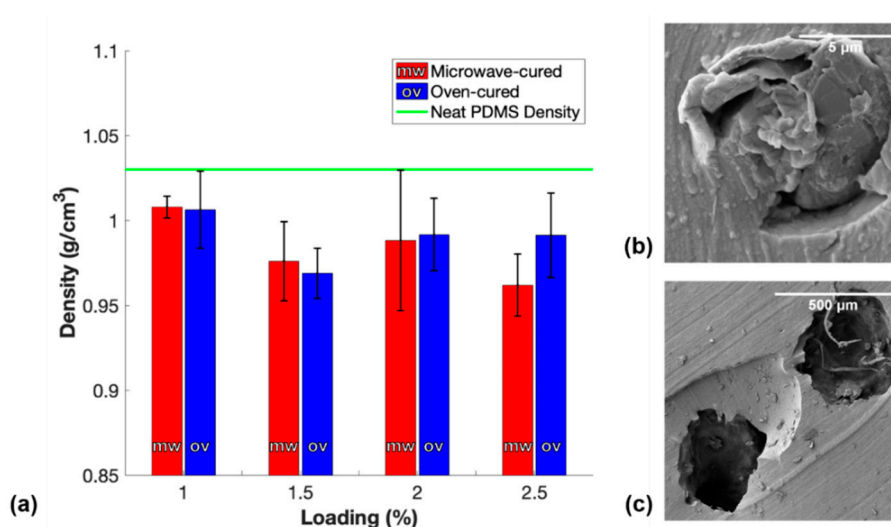 1.1
1.05
1
0.95
0.9
0.85
Density (g/cm³)
mw Microwave-cured
ov Oven-cured
Neat PDMS Density
mw ov mw ov mw ov mw ov
1 1.5 2 2.5
Loading (%)
(a)
5 µm
(b)
500 µm
(c)